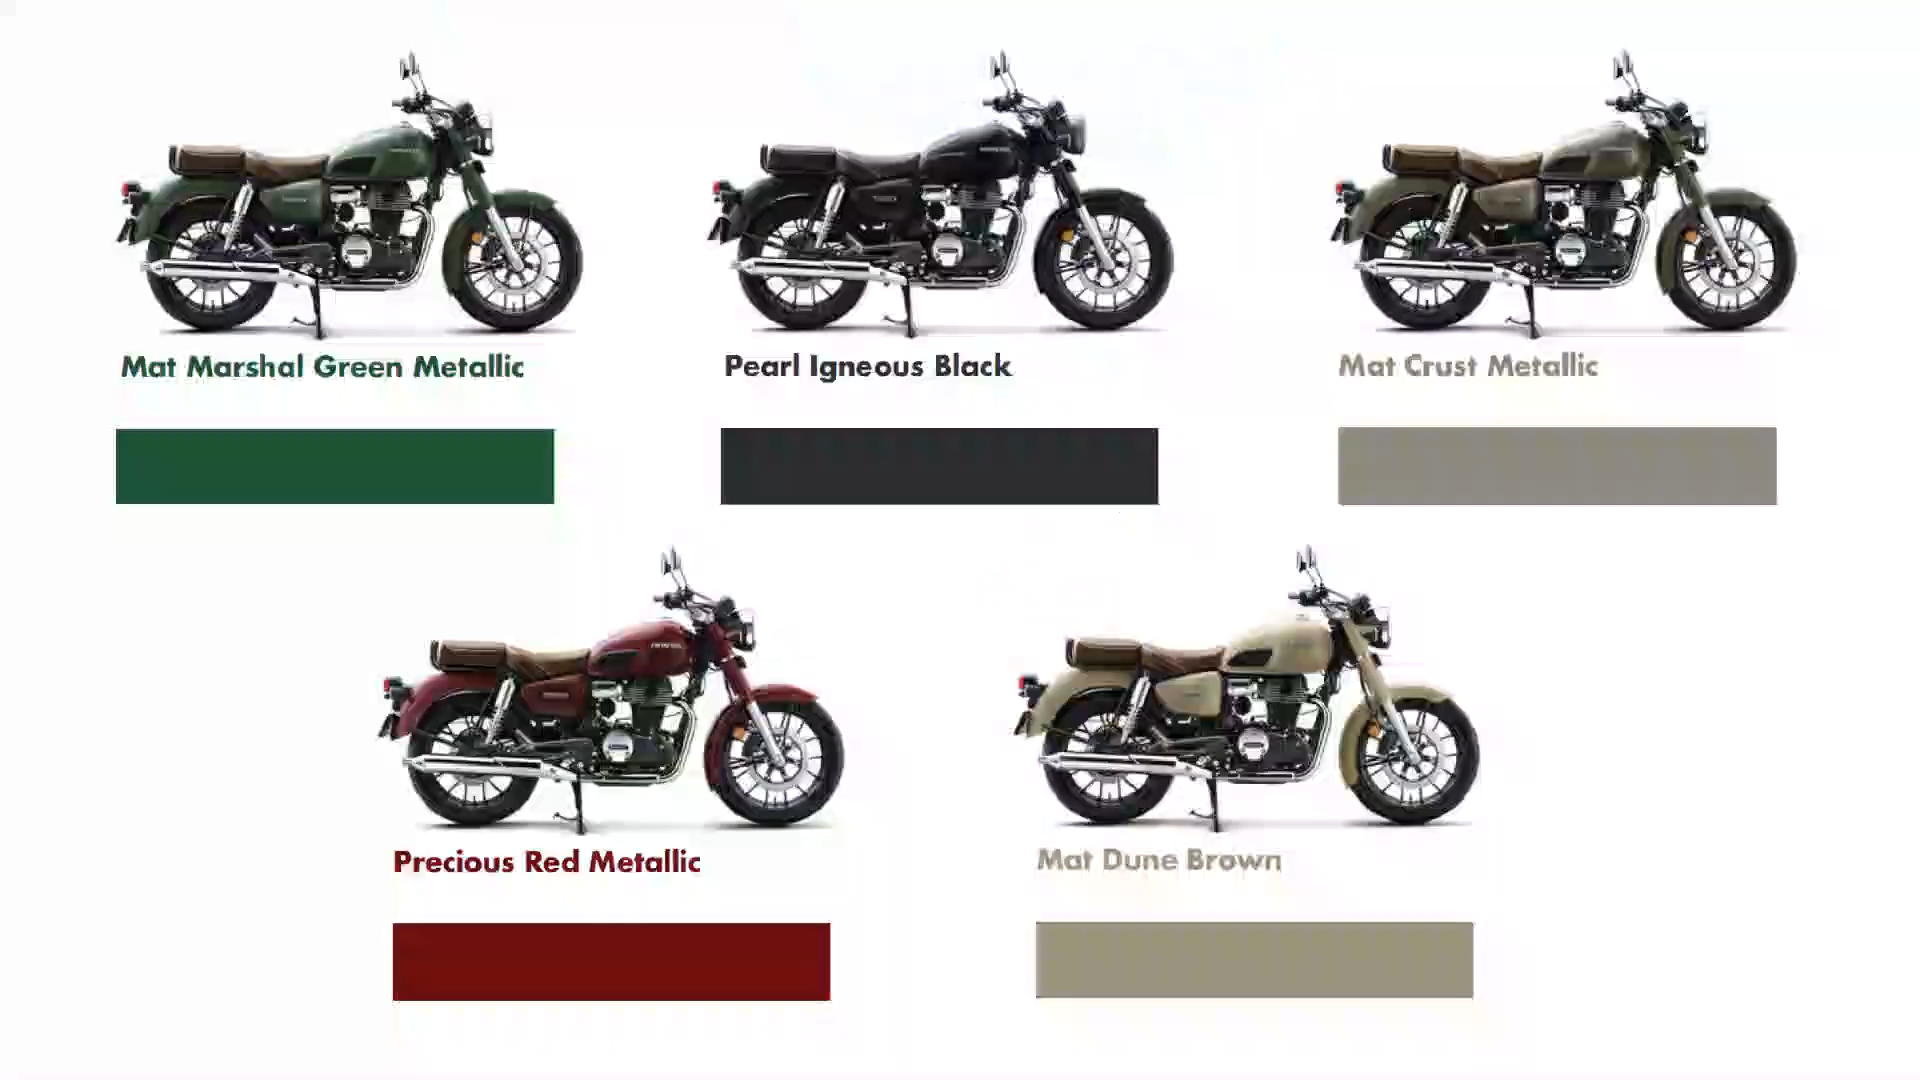 Mat Marshal Green Metallic
Pearl Igneous Black
Mat Crust Metallic
Precious Red Metallic
Mat Dune Brown